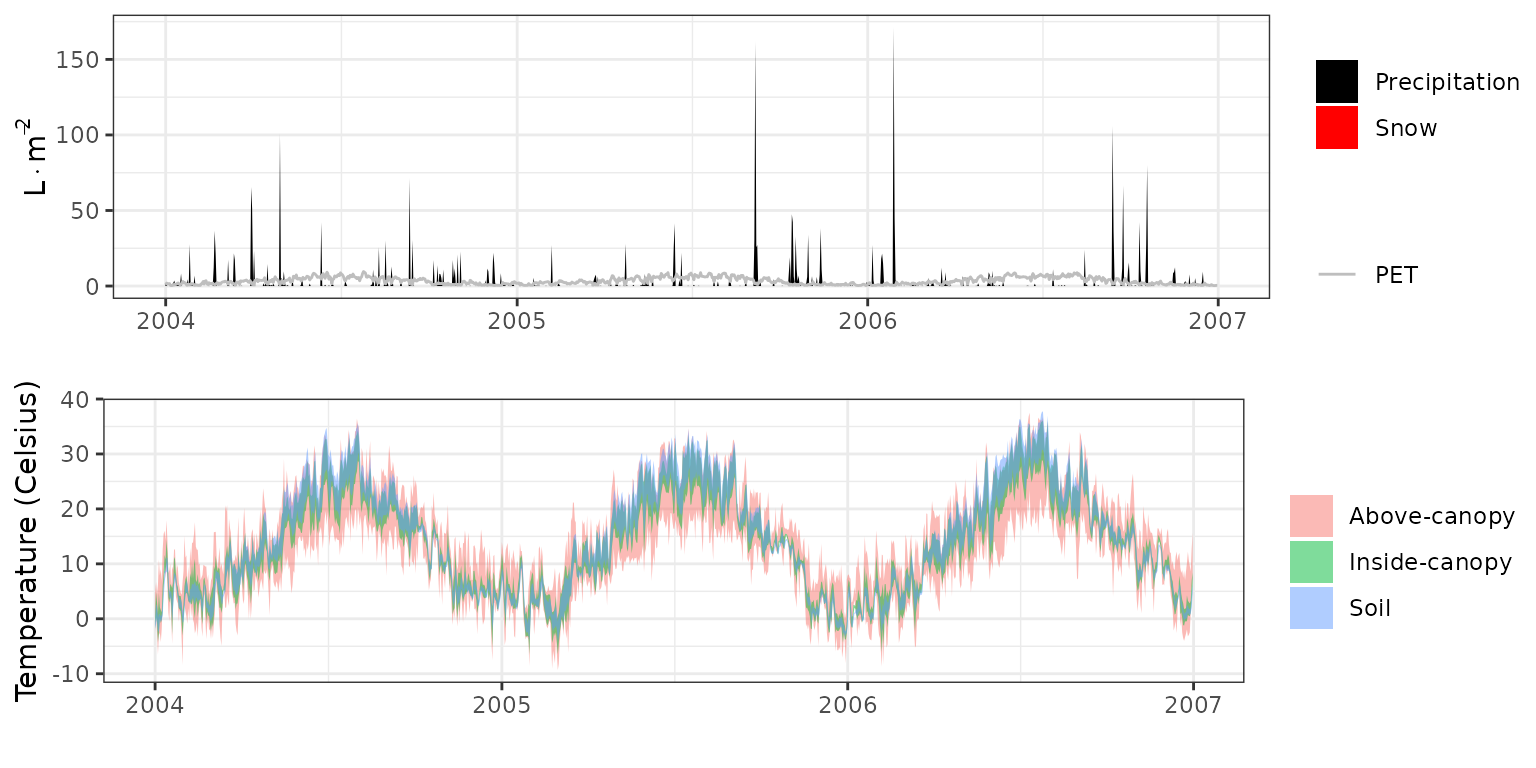 L · m⁻²
150
100
50
0
2004 2005 2006 2007
Precipitation
Snow
PET
Temperature (Celsius)
40
30
20
10
0
-10
2004 2005 2006 2007
Above-canopy
Inside-canopy
Soil